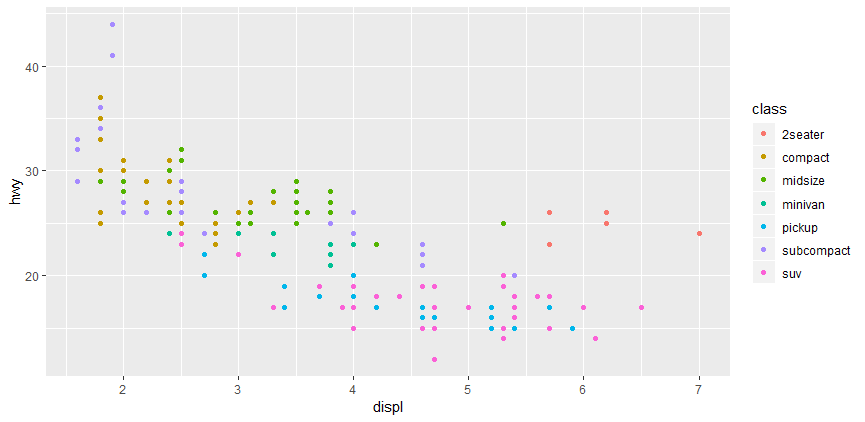 40
30
20
hwy
2 3 4 5 6 7
displ
class
2seater
compact
midsize
minivan
pickup
subcompact
suv